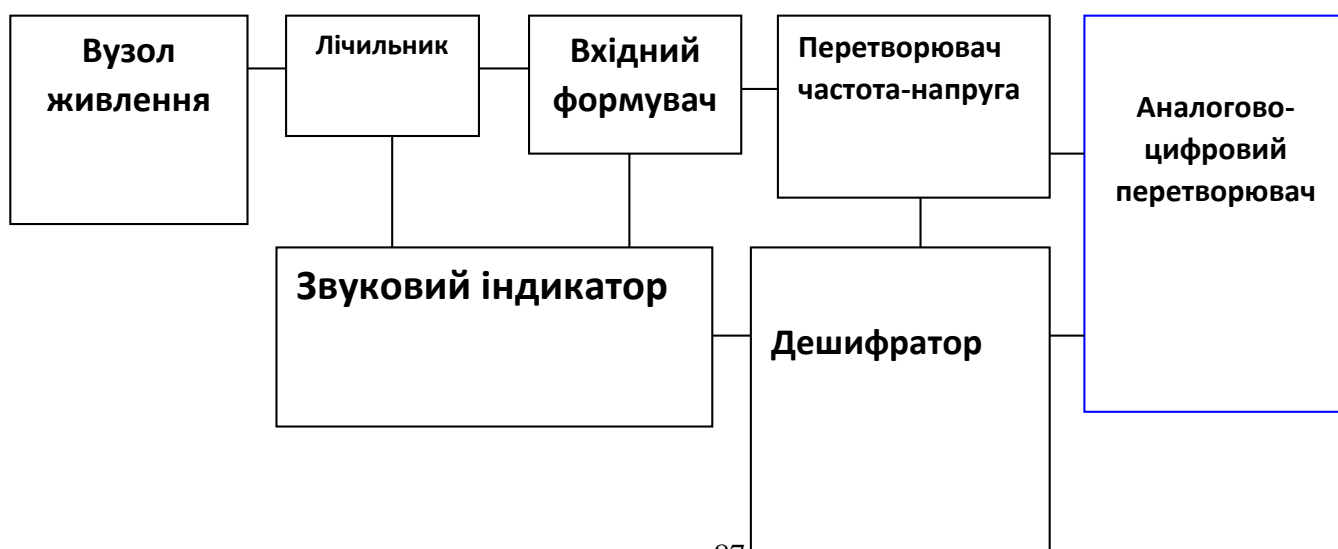 Вузол
живлення
Лічильник
Вхідний
формувач
Перетворювач
частота-напруга
Аналогово-
цифровий
перетворювач
Звуковий індикатор
Дешифратор